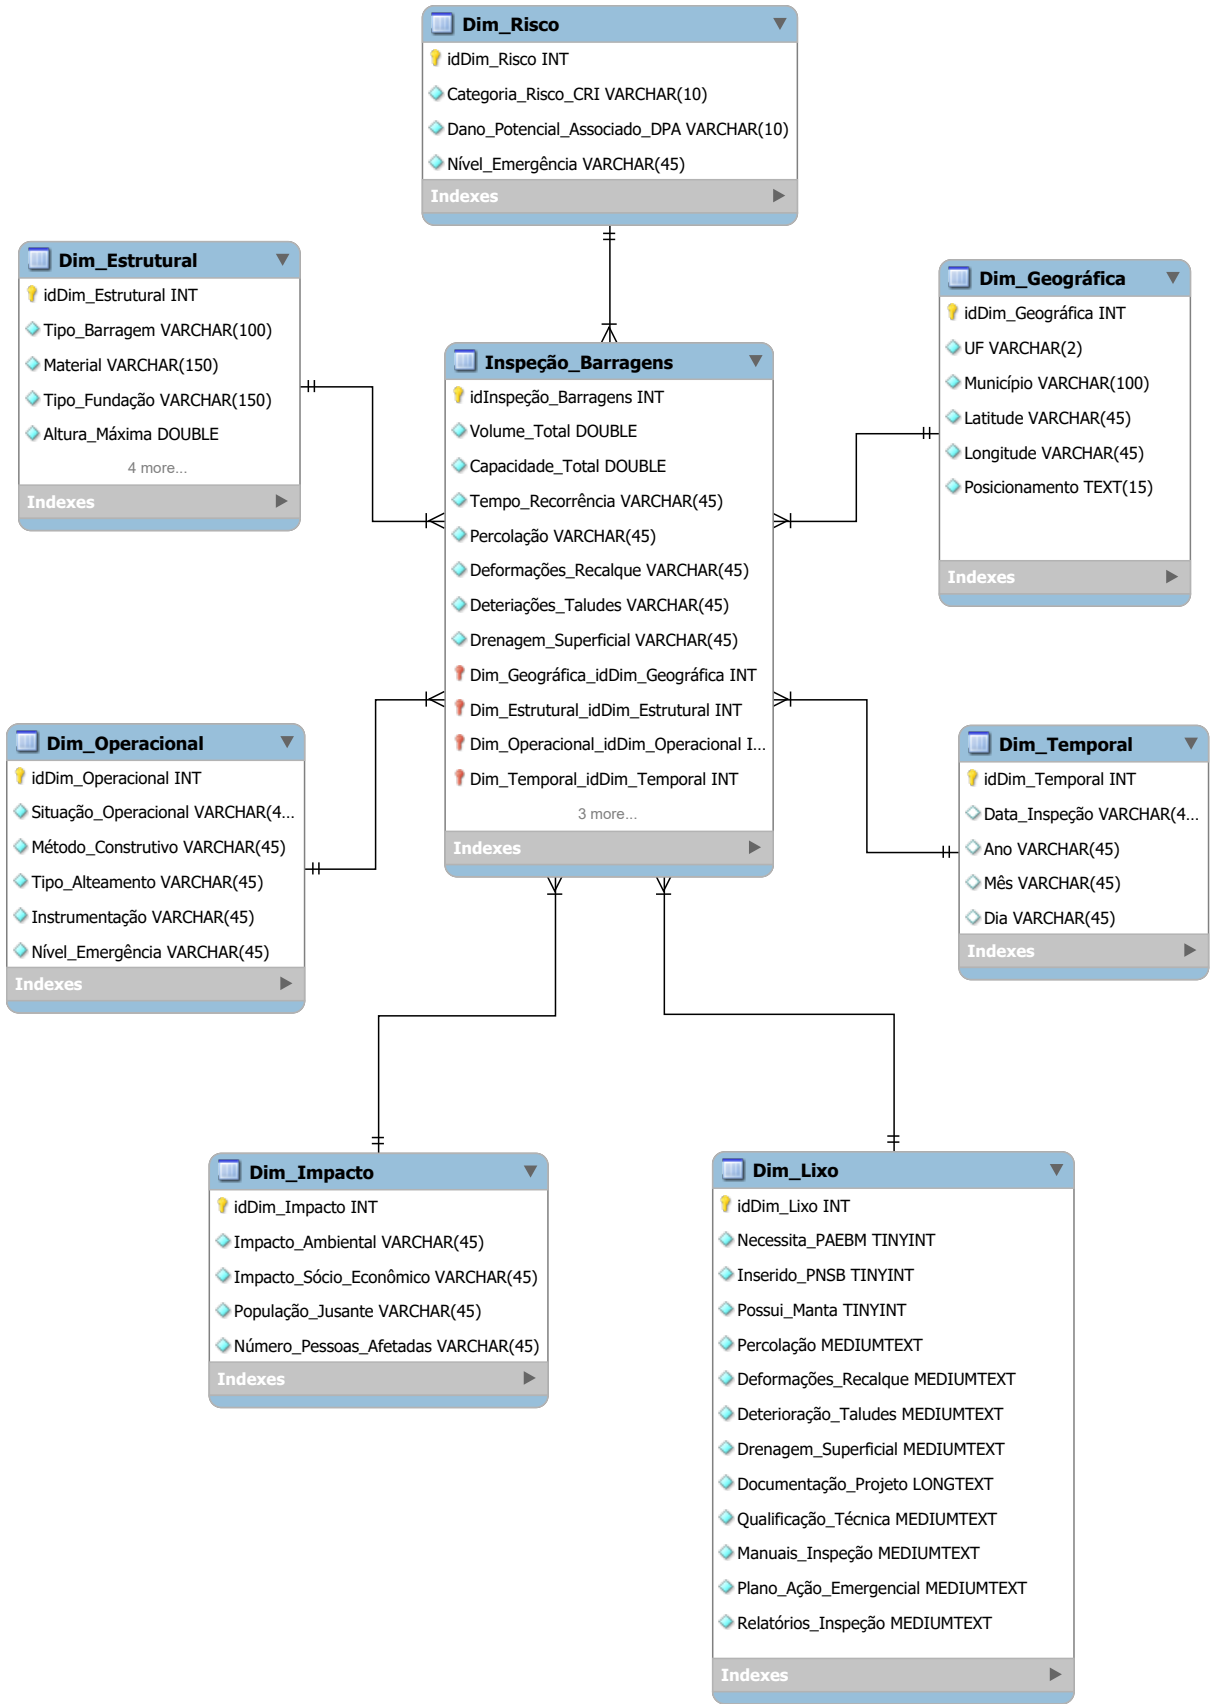 Dim_Risco
idDim_Risco INT
Categoria_Risco_CRI VARCHAR(10)
Dano_Potencial_Associado_DPA VARCHAR(10)
Nível_Emergência VARCHAR(45)
Indexes
Dim_Estrutural
idDim_Estrutural INT
Tipo_Barragem VARCHAR(100)
Material VARCHAR(150)
Tipo_Fundação VARCHAR(150)
Altura_Máxima DOUBLE
4 more...
Indexes
Dim_Geográfica
idDim_Geográfica INT
UF VARCHAR(2)
Município VARCHAR(100)
Latitude VARCHAR(45)
Longitude VARCHAR(45)
Posicionamento TEXT(15)
Indexes
Inspeção_Barragens
idInspeção_Barragens INT
Volume_Total DOUBLE
Capacidade_Total DOUBLE
Tempo_Recorrência VARCHAR(45)
Percolação VARCHAR(45)
Deformações_Recalque VARCHAR(45)
Deteriações_Taludes VARCHAR(45)
Drenagem_Superficial VARCHAR(45)
Dim_Geográfica_idDim_Geográfica INT
Dim_Estrutural_idDim_Estrutural INT
Dim_Operacional_idDim_Operacional I...
Dim_Temporal_idDim_Temporal INT
3 more...
Indexes
Dim_Operacional
idDim_Operacional INT
Situação_Operacional VARCHAR(4...
Método_Construtivo VARCHAR(45)
Tipo_Alteamento VARCHAR(45)
Instrumentação VARCHAR(45)
Nível_Emergência VARCHAR(45)
Indexes
Dim_Temporal
idDim_Temporal INT
Data_Inspeção VARCHAR(4...
Ano VARCHAR(45)
Mês VARCHAR(45)
Dia VARCHAR(45)
Indexes
Dim_Impacto
idDim_Impacto INT
Impacto_Ambiental VARCHAR(45)
Impacto_Sócio_Econômico VARCHAR(45)
População_Jusante VARCHAR(45)
Número_Pessoas_Afetadas VARCHAR(45)
Indexes
Dim_Lixo
idDim_Lixo INT
Necessita_PAEBM TINYINT
Inserido_PNSB TINYINT
Possui_Manta TINYINT
Percolação MEDIUMTEXT
Deformações_Recalque MEDIUMTEXT
Deterioração_Taludes MEDIUMTEXT
Drenagem_Superficial MEDIUMTEXT
Documentação_Projeto LONGTEXT
Qualificação_Técnica MEDIUMTEXT
Manuais_Inspeção MEDIUMTEXT
Plano_Ação_Emergencial MEDIUMTEXT
Relatórios_Inspeção MEDIUMTEXT
Indexes